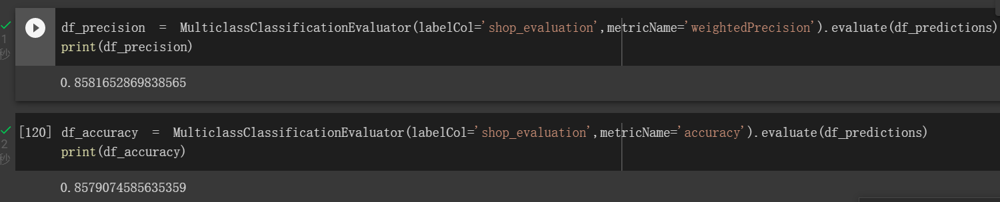 df_precision = MulticlassClassificationEvaluator(labelCol='shop_evaluation',metricName='weightedPrecision').evaluate(df_predictions)
1
秒
print(df_precision)
0.8581652869838565
[120] df_accuracy = MulticlassClassificationEvaluator(labelCol='shop_evaluation',metricName='accuracy').evaluate(df_predictions)
2
秒
print(df_accuracy)
0.8579074585635359